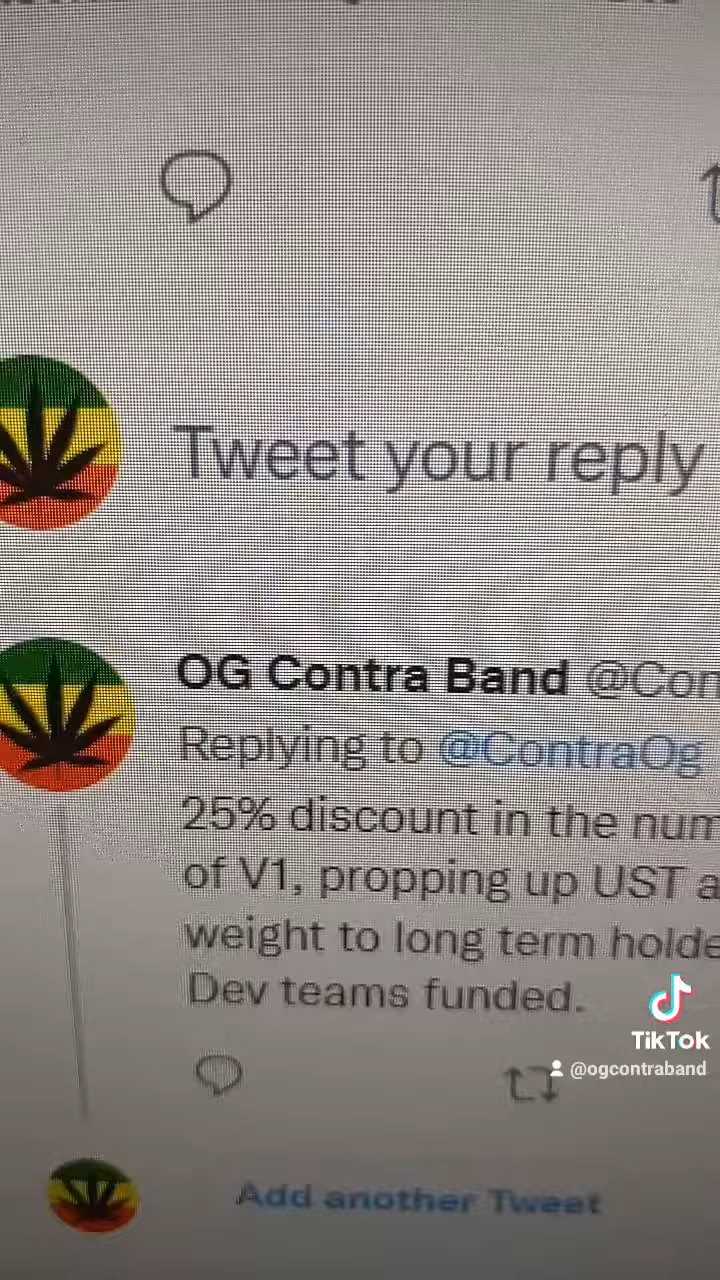 Tweet your reply
OG Contra Band @Con
Replying to @ContraOg
25% discount in the num
of V1, propping up UST a
weight to long term holde
Dev teams funded.
TikTok
@ogcontraband
Add another Tweet